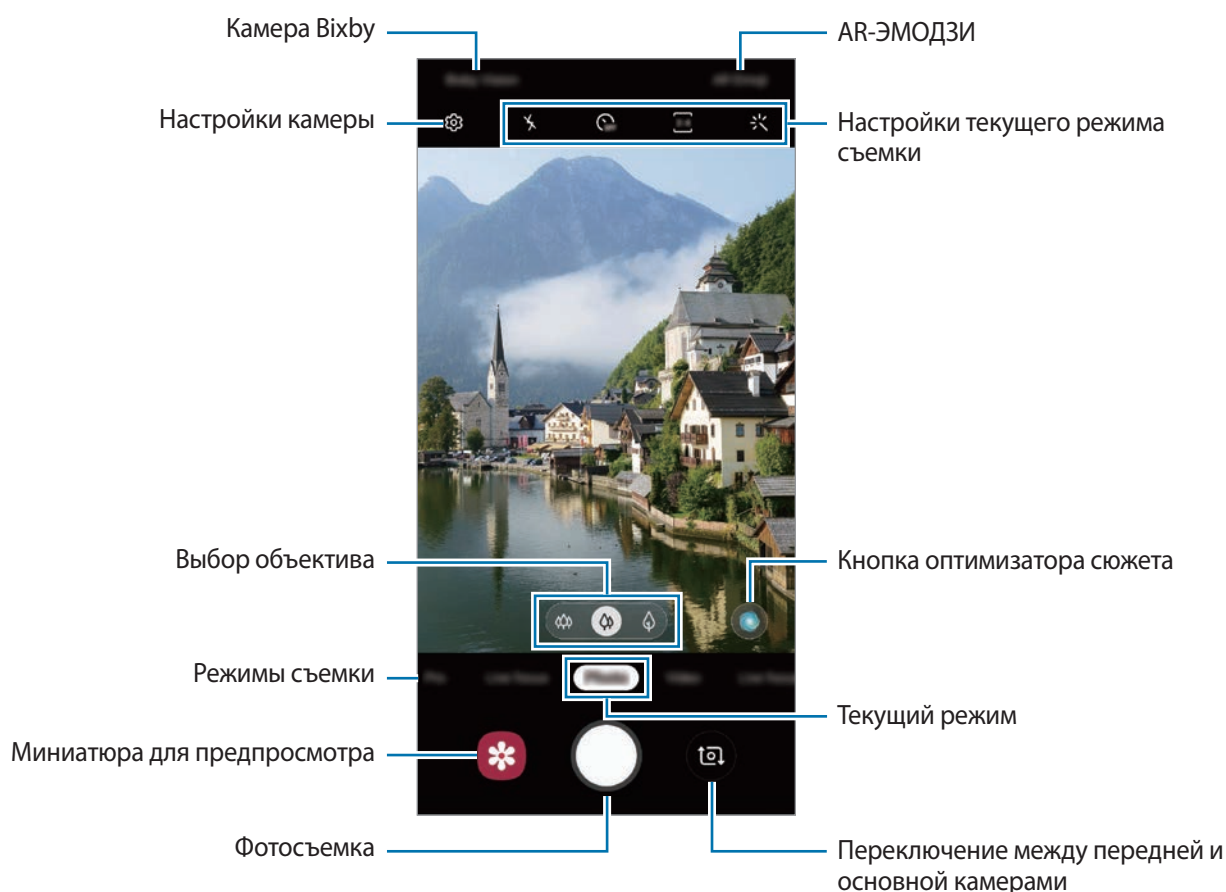 Камера Bixby
AR-ЭМОДЗИ
Настройки камеры
Настройки текущего режима
съемки
Выбор объектива
Кнопка оптимизатора сюжета
Режимы съемки
Текущий режим
Миниатюра для предпросмотра
Фотосъемка
Переключение между передней и
основной камерами